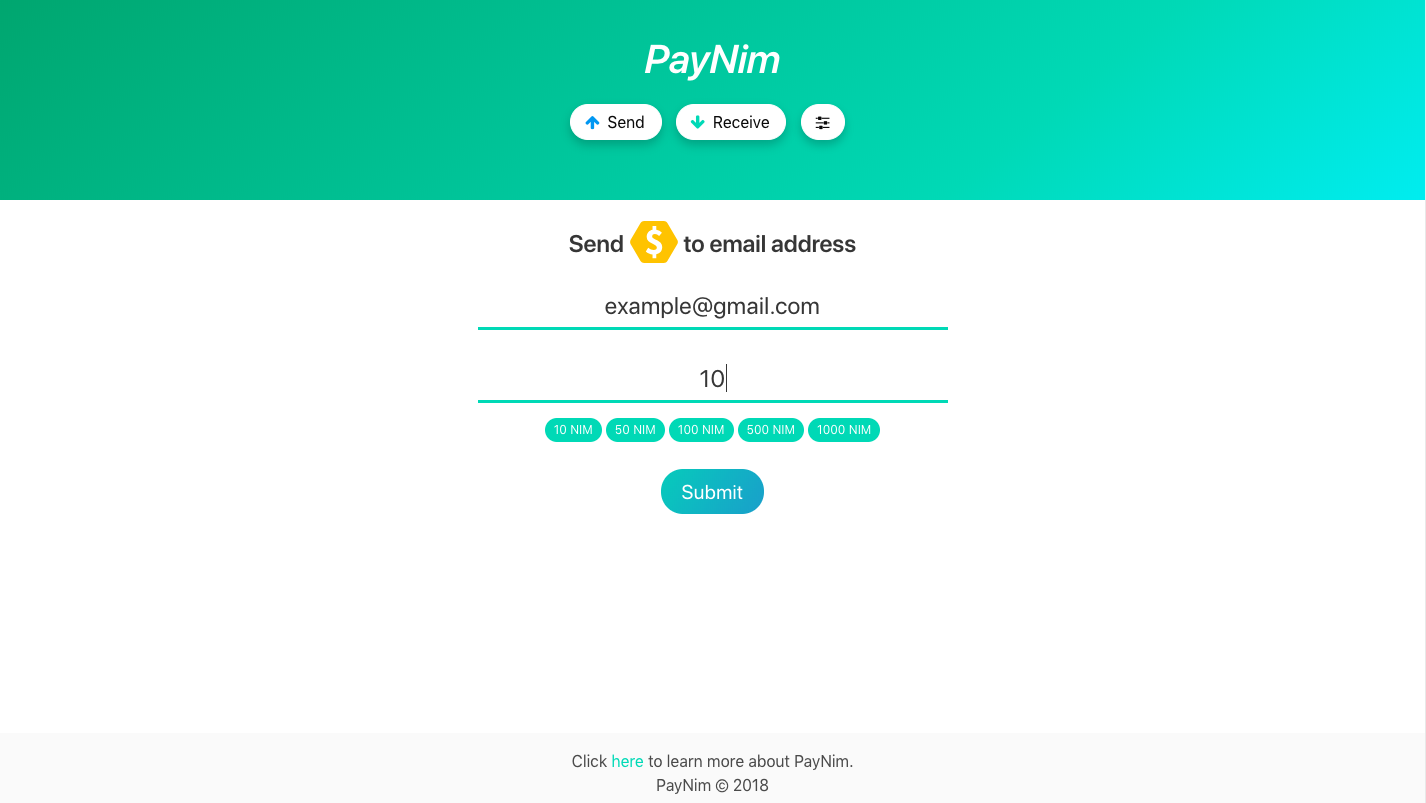 PayNim
Send Receive
Send $ to email address
example@gmail.com
10
10 NIM 50 NIM 100 NIM 500 NIM 1000 NIM
Submit
Click here to learn more about PayNim.
PayNim © 2018